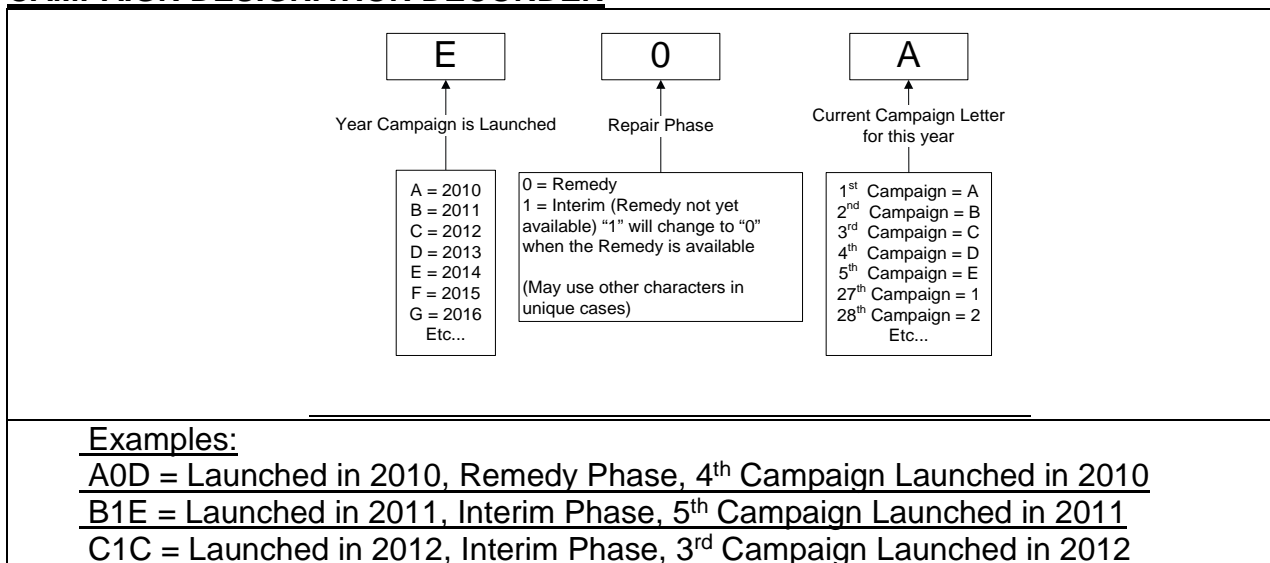 E 0 A
Year Campaign is Launched
Repair Phase
Current Campaign Letter
for this year
A = 2010
B = 2011
C = 2012
D = 2013
E = 2014
F = 2015
G = 2016
Etc...
0 = Remedy
1 = Interim (Remedy not yet
available) “1” will change to “0”
when the Remedy is available
(May use other characters in
unique cases)
1st Campaign = A
2nd Campaign = B
3rd Campaign = C
4th Campaign = D
5th Campaign = E
27th Campaign = 1
28th Campaign = 2
Etc...
Examples:
A0D = Launched in 2010, Remedy Phase, 4th Campaign Launched in 2010
B1E = Launched in 2011, Interim Phase, 5th Campaign Launched in 2011
C1C = Launched in 2012, Interim Phase, 3rd Campaign Launched in 2012